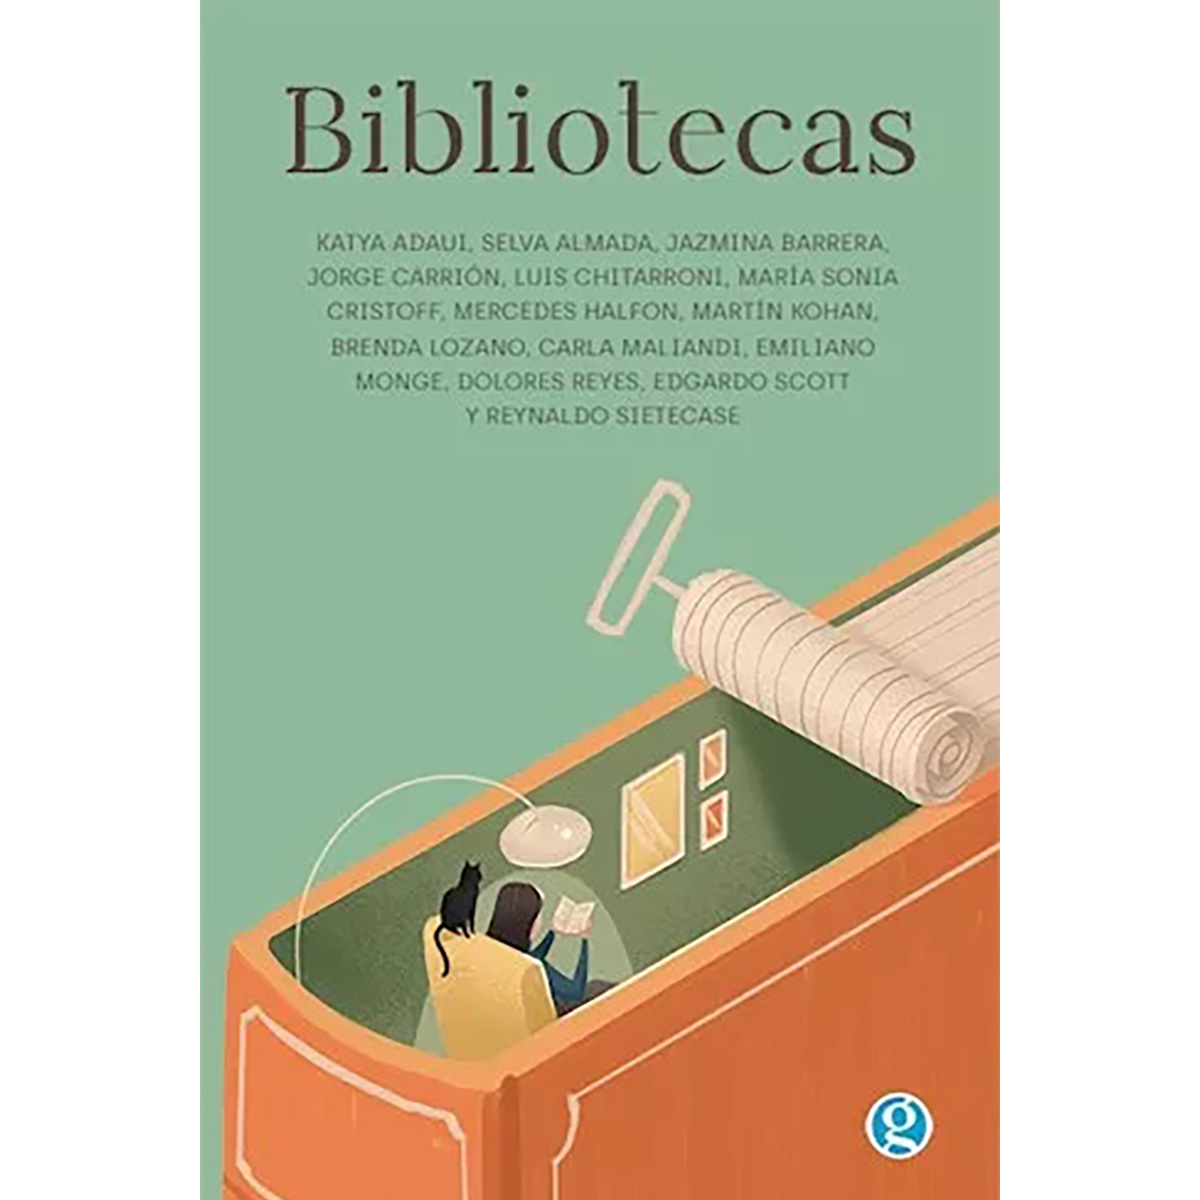 Bibliotecas
KATYA ADAUI, SELVA ALMADA, JAZMINA BARRERA,
JORGE CARRIÓN, LUIS CHITARRONI, MARÍA SONIA
CRISTOFF, MERCEDES HALFON, MARTÍN KOHAN,
BRENDA LOZANO, CARLA MALIANDI, EMILIANO
MONGE, DOLORES REYES, EDGARDO SCOTT
Y REYNALDO SIETECASE
g